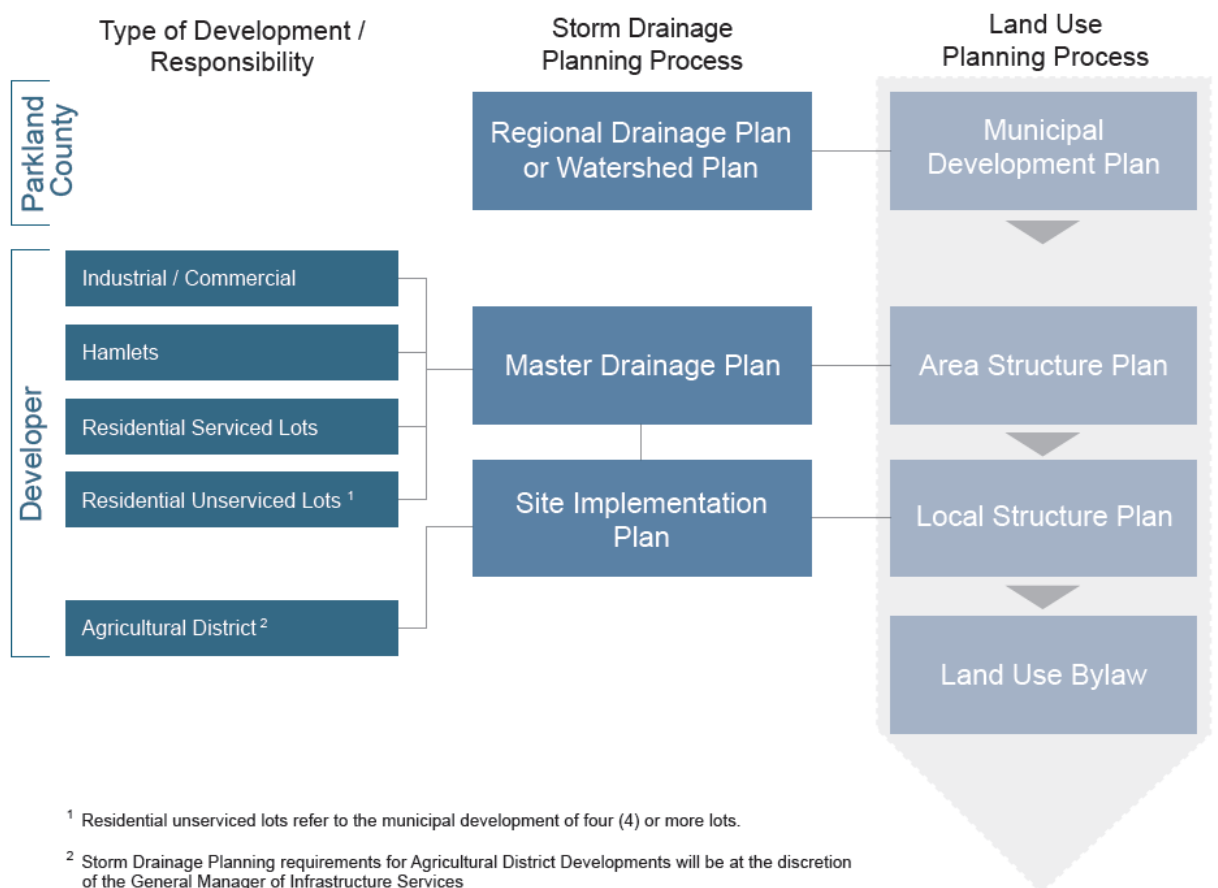 Type of Development /
Responsibility
Storm Drainage
Planning Process
Land Use
Planning Process
Parkland
County
Regional Drainage Plan
or Watershed Plan
Municipal
Development Plan
Developer
Industrial / Commercial
Hamlets
Residential Serviced Lots
Residential Unserviced Lots ¹
Agricultural District ²
Master Drainage Plan
Area Structure Plan
Site Implementation
Plan
Local Structure Plan
Land Use Bylaw
¹ Residential unserviced lots refer to the municipal development of four (4) or more lots.
² Storm Drainage Planning requirements for Agricultural District Developments will be at the discretion
of the General Manager of Infrastructure Services